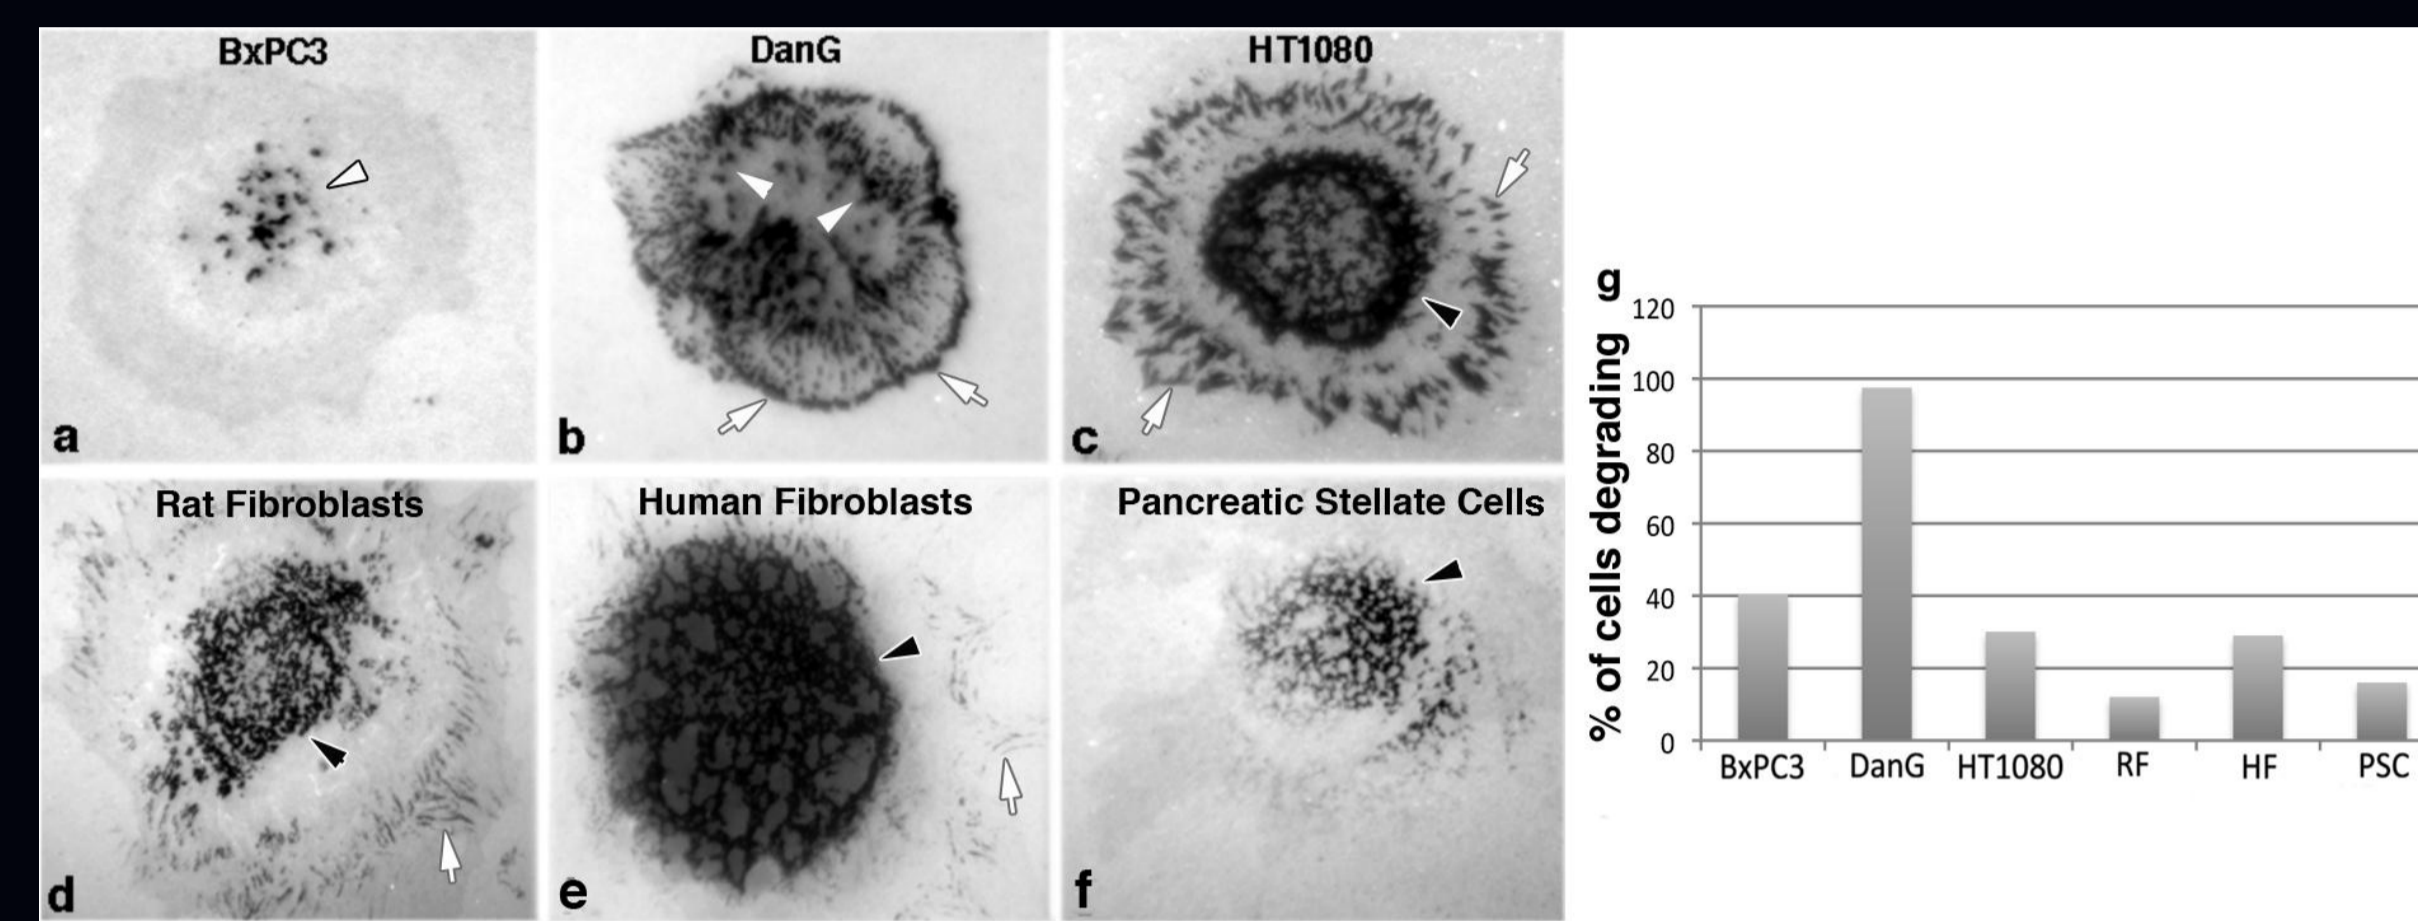 BxPC3
DanG
HT1080
a
b
c
Rat Fibroblasts
Human Fibroblasts
Pancreatic Stellate Cells
d
e
f
g
% of cells degrading
120
100
80
60
40
20
0
BxPC3
DanG
HT1080
RF
HF
PSC